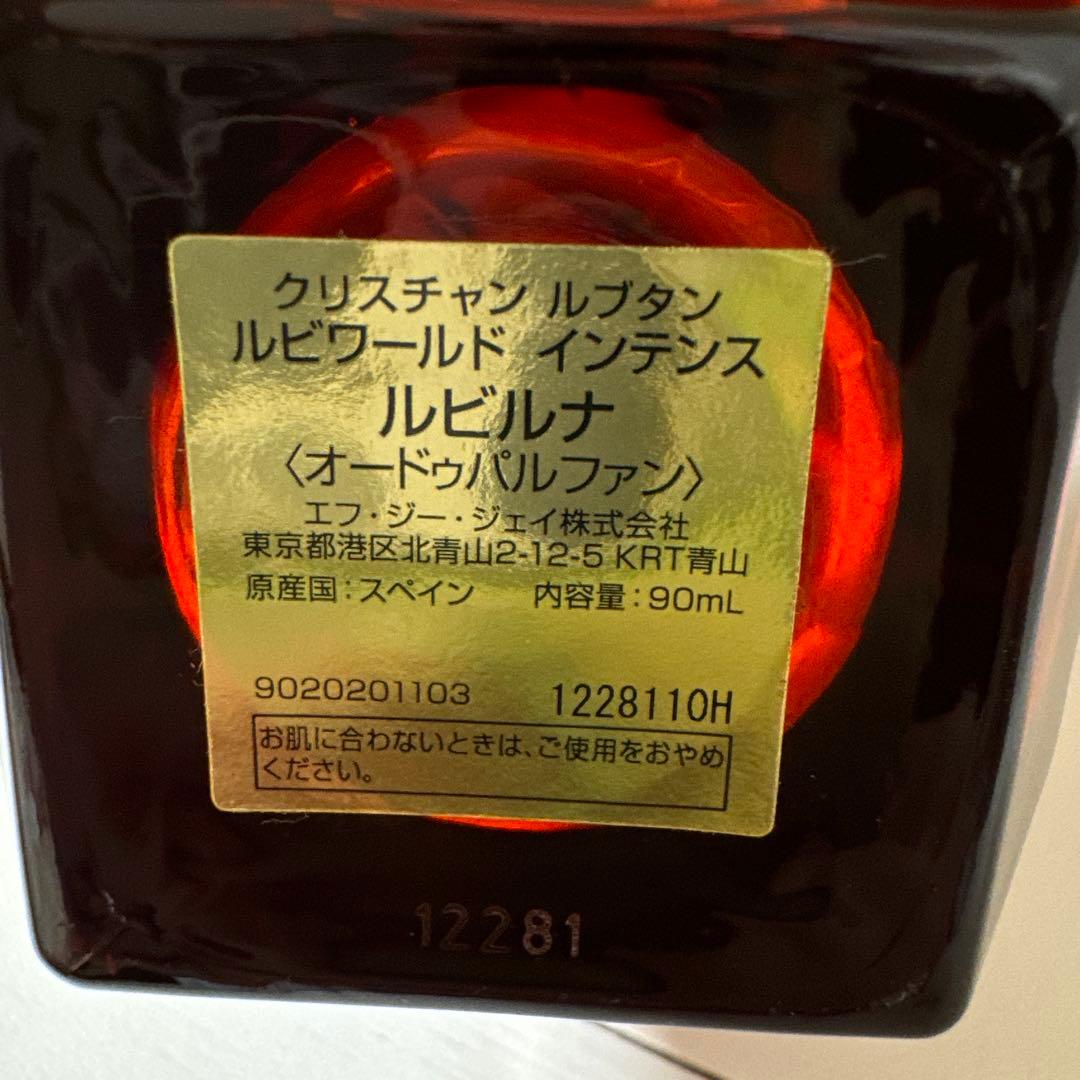 クリスチャン ルブタン
ルビワールド インテンス
ルビルナ
〈オードゥパルファン〉
エフ・ジー・ジェイ株式会社
東京都港区北青山2-12-5 KRT青山
原産国:スペイン 内容量:90mL
9020201103 1228110H
お肌に合わないときは、ご使用をおやめ
ください。
12281